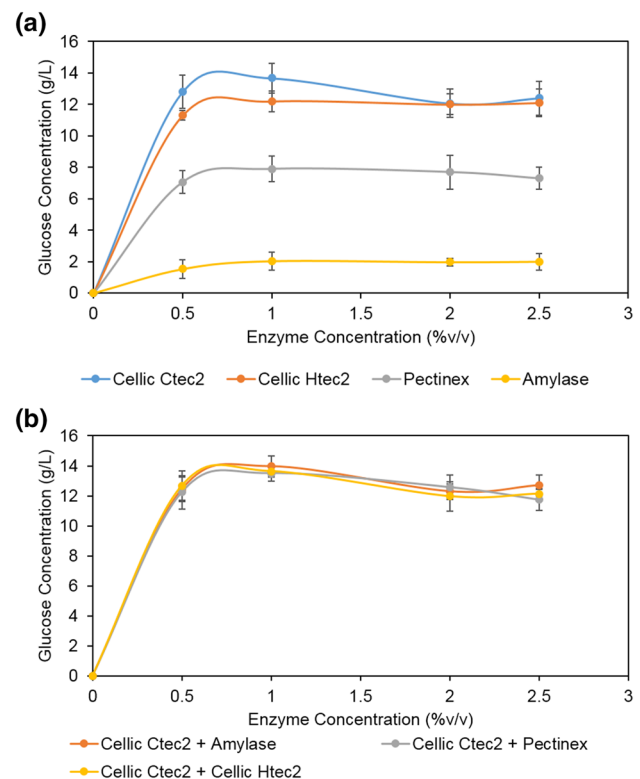 (a)
16
14
12
10
8
6
4
2
0
Glucose Concentration (g/L)
0 0.5 1 1.5 2 2.5 3
Enzyme Concentration (%v/v)
Cellic Ctec2 Cellic Htec2 Pectinex Amylase
(b)
16
14
12
10
8
6
4
2
0
Glucose Concentration (g/L)
0 0.5 1 1.5 2 2.5 3
Enzyme Concentration (%v/v)
Cellic Ctec2 + Amylase Cellic Ctec2 + Pectinex
Cellic Ctec2 + Cellic Htec2